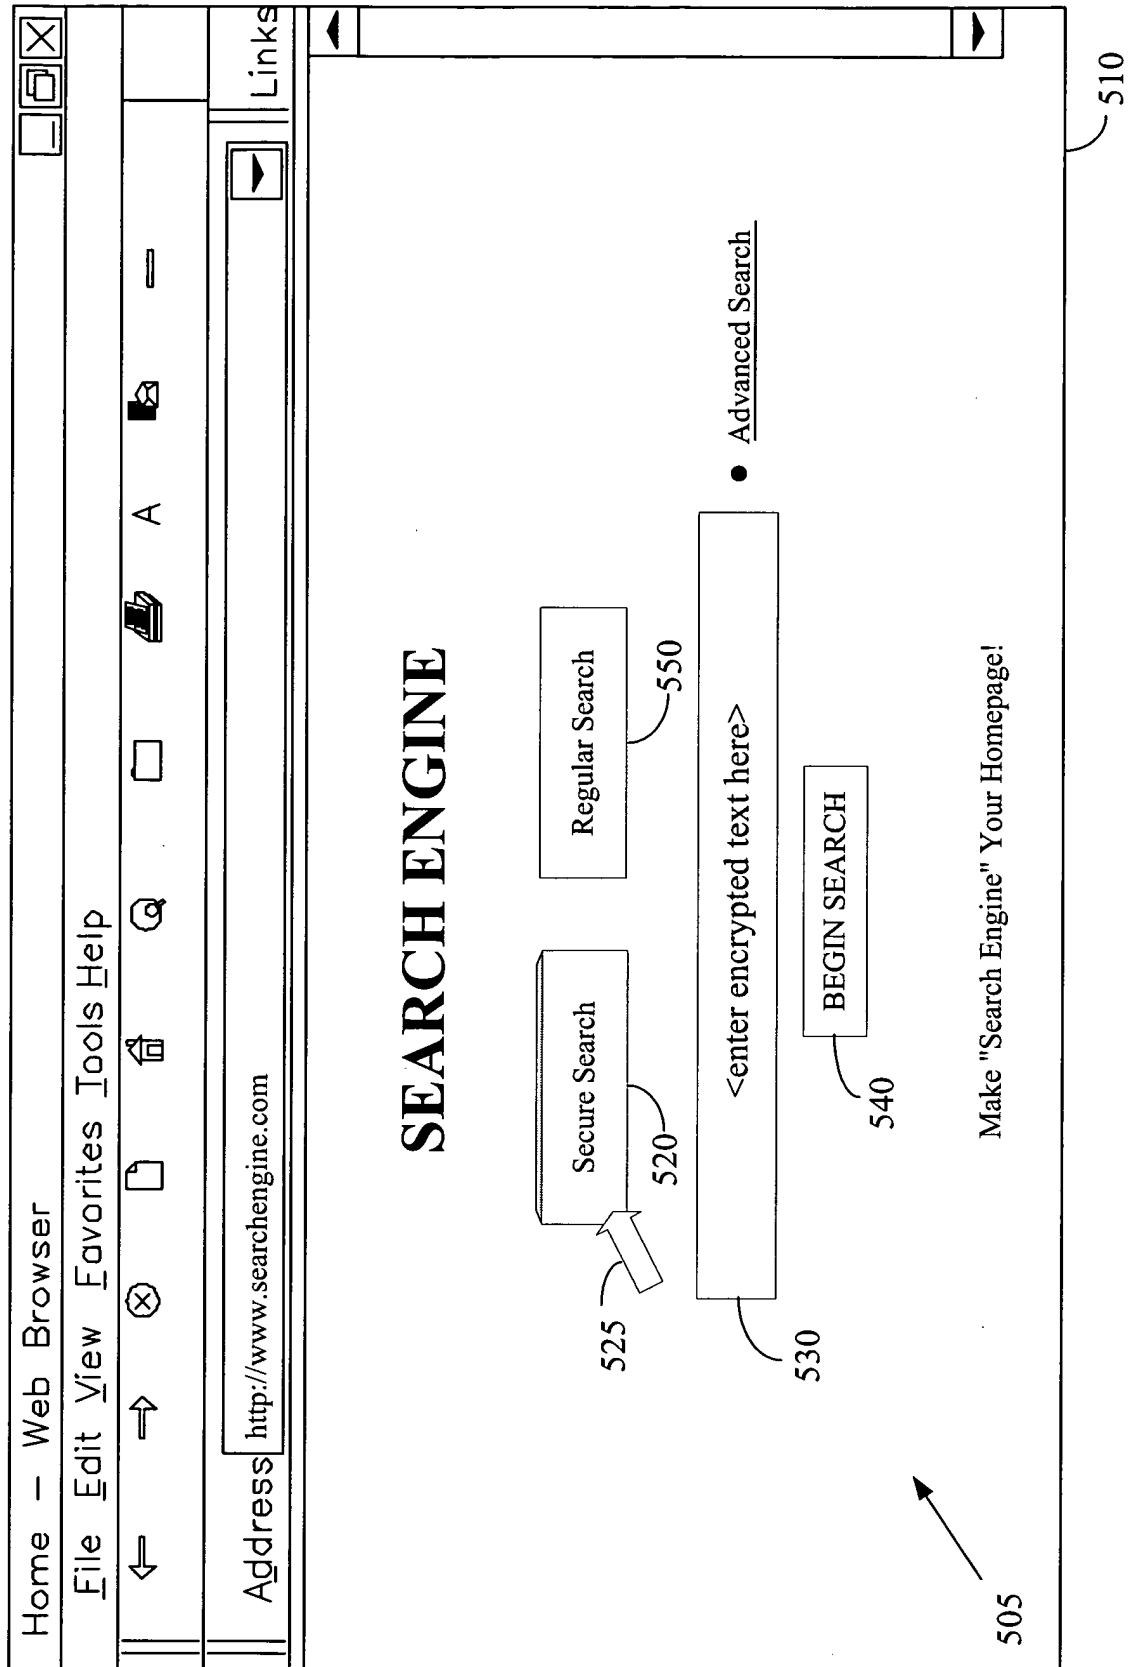 Home – Web Browser
File Edit View Favorites Tools Help
A
Address http://www.searchengine.com Links
SEARCH ENGINE
Secure Search Regular Search
525 520 550
<enter encrypted text here> • Advanced Search
530
BEGIN SEARCH
540
Make "Search Engine" Your Homepage!
505
510